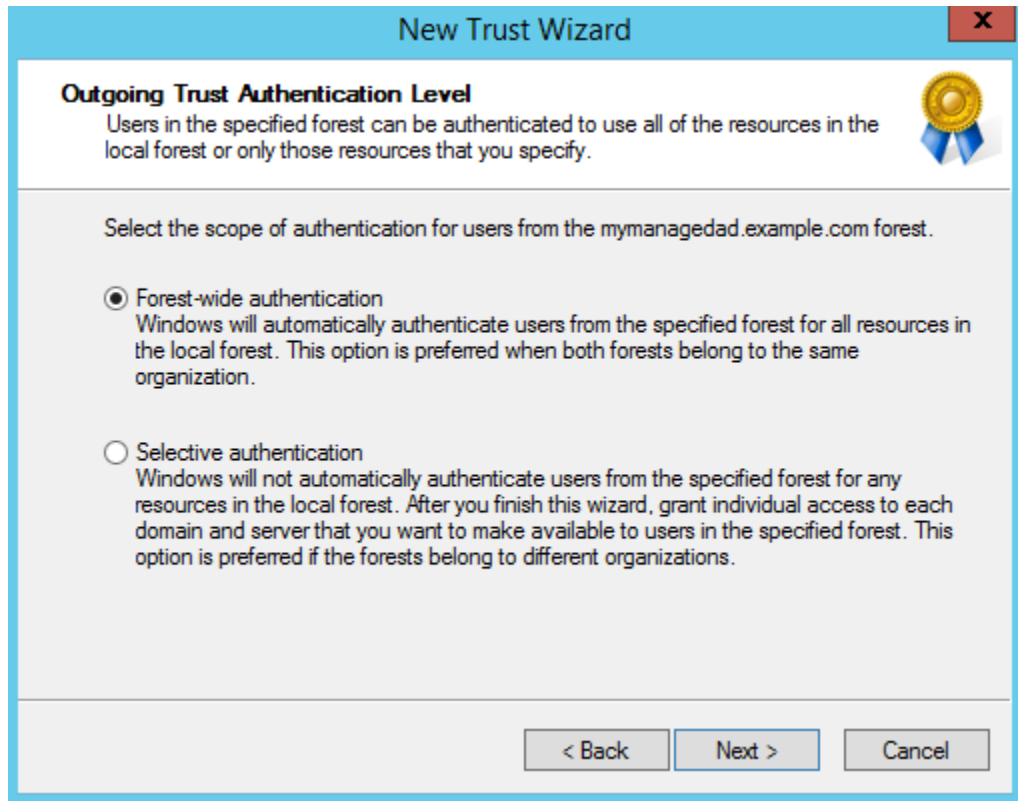 New Trust Wizard
x
Outgoing Trust Authentication Level
Users in the specified forest can be authenticated to use all of the resources in the
local forest or only those resources that you specify.
Select the scope of authentication for users from the mymanagedad.example.com forest.
Forest-wide authentication
Windows will automatically authenticate users from the specified forest for all resources in
the local forest. This option is preferred when both forests belong to the same
organization.
Selective authentication
Windows will not automatically authenticate users from the specified forest for any
resources in the local forest. After you finish this wizard, grant individual access to each
domain and server that you want to make available to users in the specified forest. This
option is preferred if the forests belong to different organizations.
< Back Next > Cancel